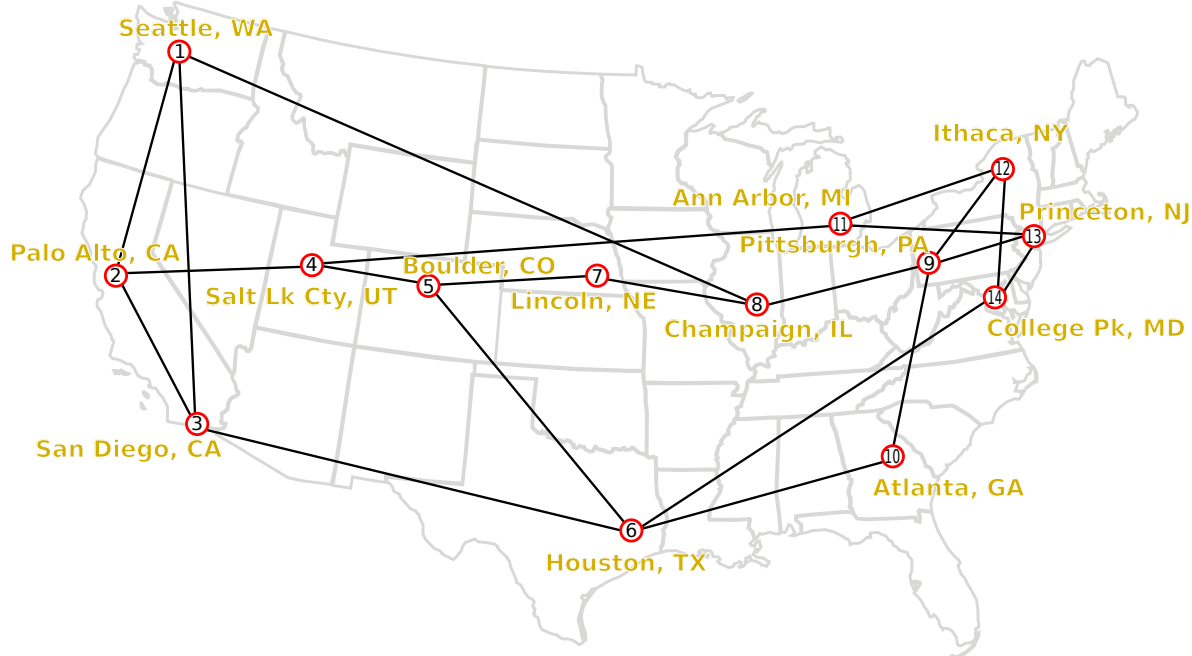 Seattle, WA
1
Ithaca, NY
12
Ann Arbor, MI
11
Princeton, NJ
13
Pittsburgh, PA
9
Palo Alto, CA
2
4
Salt Lk Cty, UT
Boulder, CO
5
7
Lincoln, NE
8
Champaign, IL
14
College Pk, MD
3
San Diego, CA
10
Atlanta, GA
6
Houston, TX